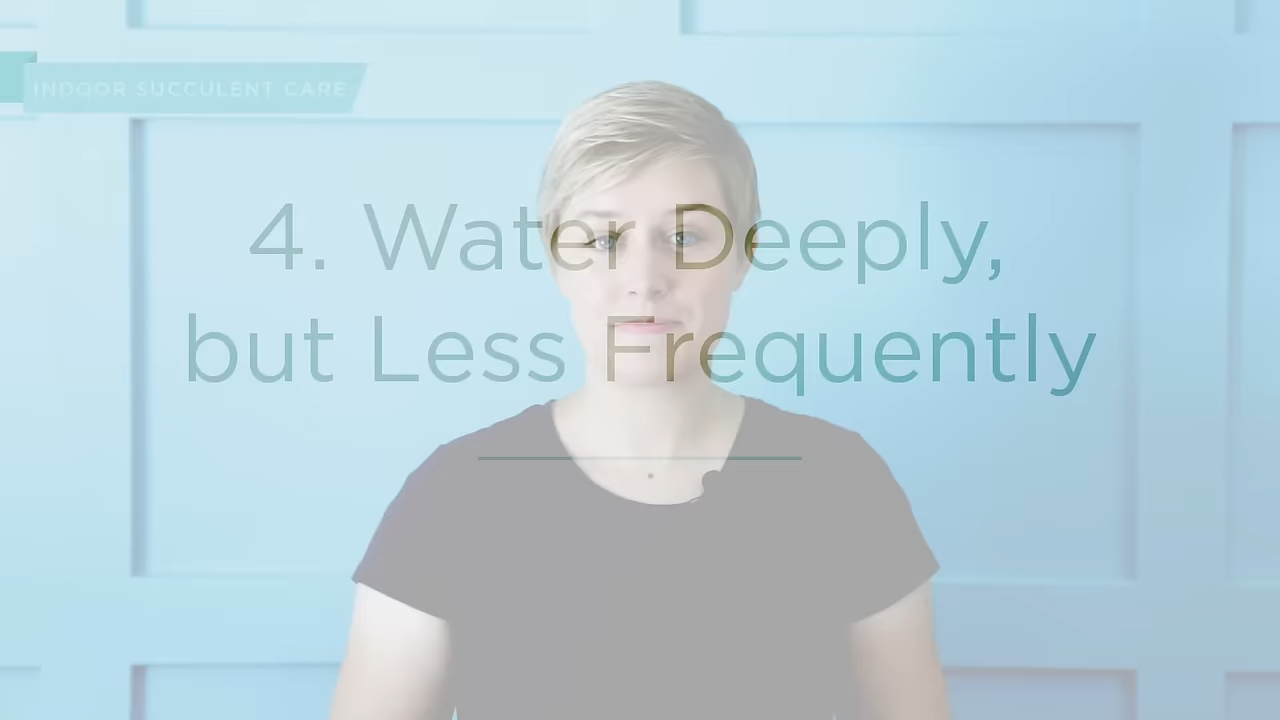 INDOOR SUCCULENT CARE
4. Water Deeply,
but Less Frequently